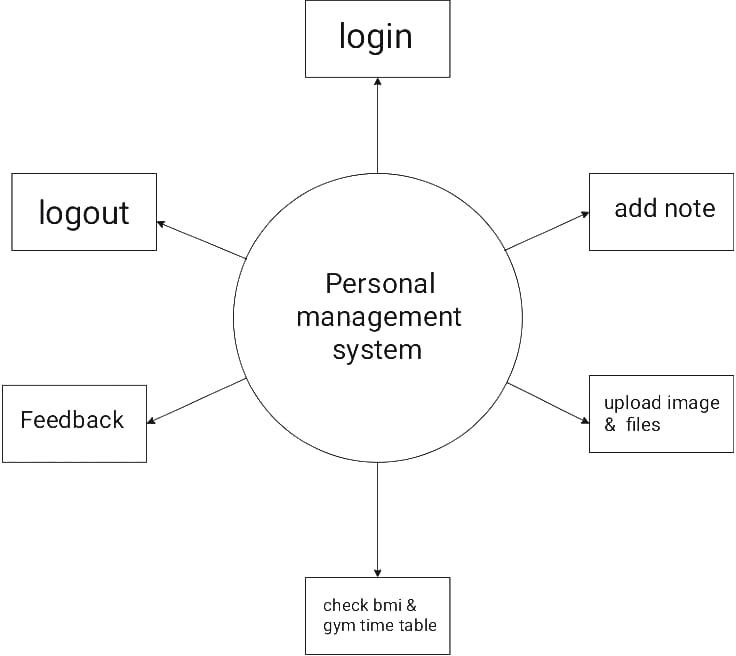 login
logout
add note
Personal
management
system
Feedback
upload image
& files
check bmi &
gym time table